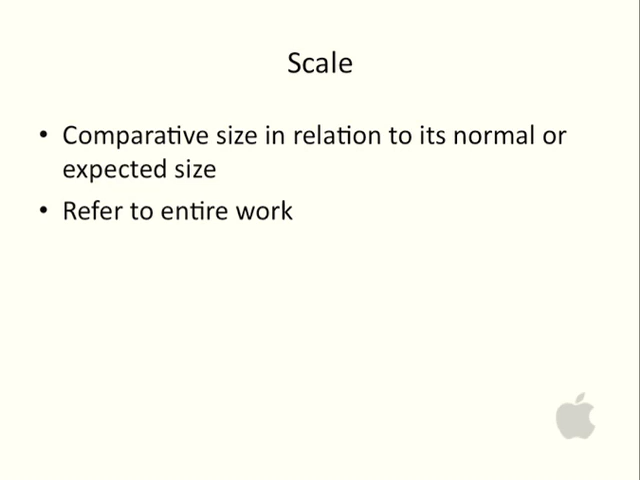 Scale
• Comparative size in relation to its normal or
expected size
• Refer to entire work